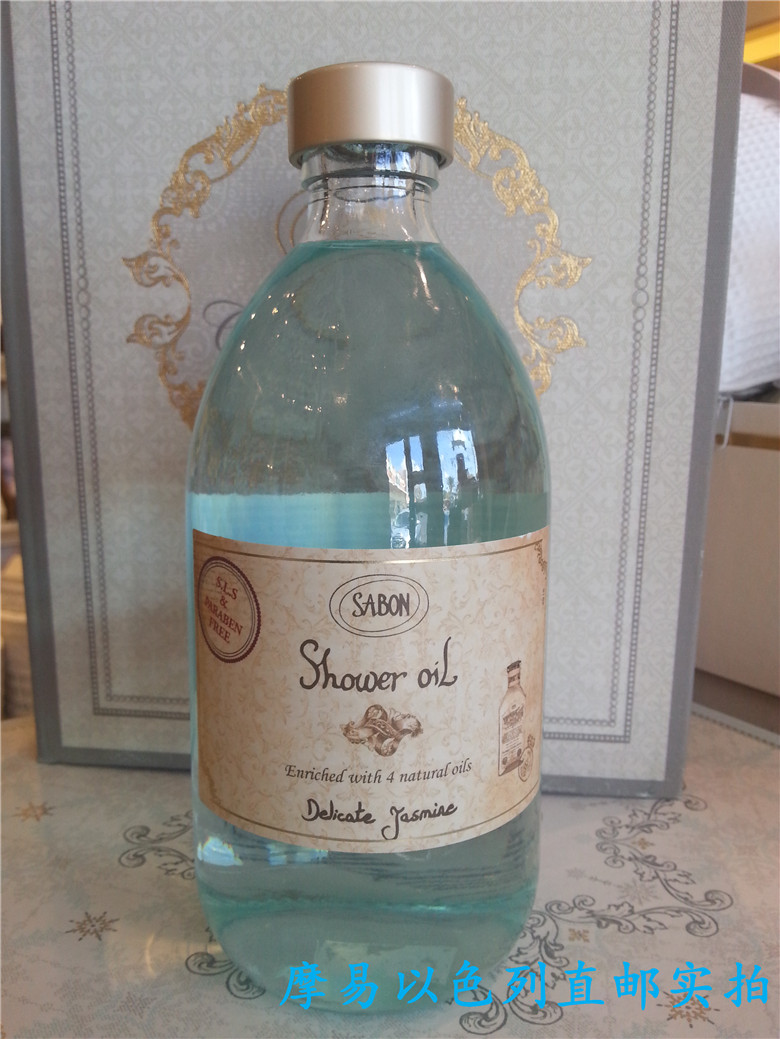 S.L.S
&
PARABEN
FREE
SABON
Shower oil
Enriched with 4 natural oils
Delicate Jasmine
摩易以色列直邮实拍